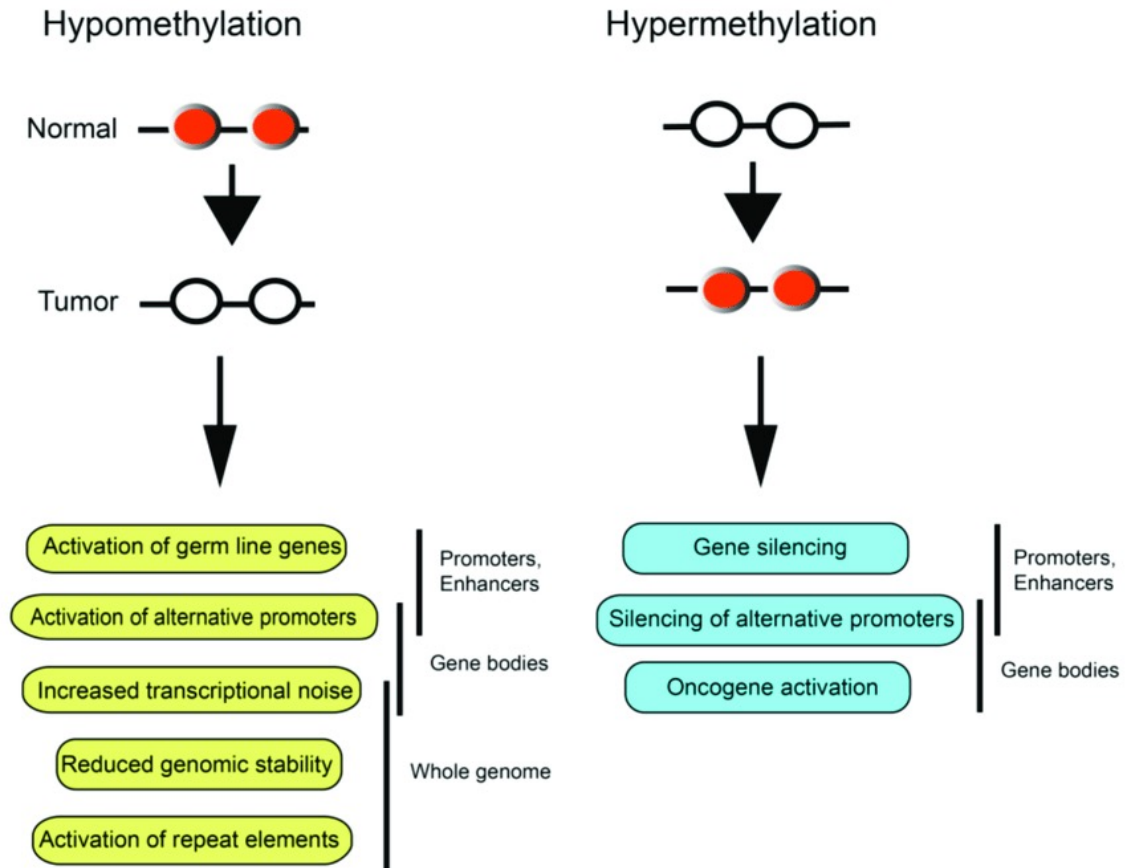 Hypomethylation
Hypermethylation
Normal
Tumor
Activation of germ line genes
Activation of alternative promoters
Increased transcriptional noise
Reduced genomic stability
Activation of repeat elements
Promoters,
Enhancers
Gene bodies
Whole genome
Gene silencing
Silencing of alternative promoters
Oncogene activation
Promoters,
Enhancers
Gene bodies